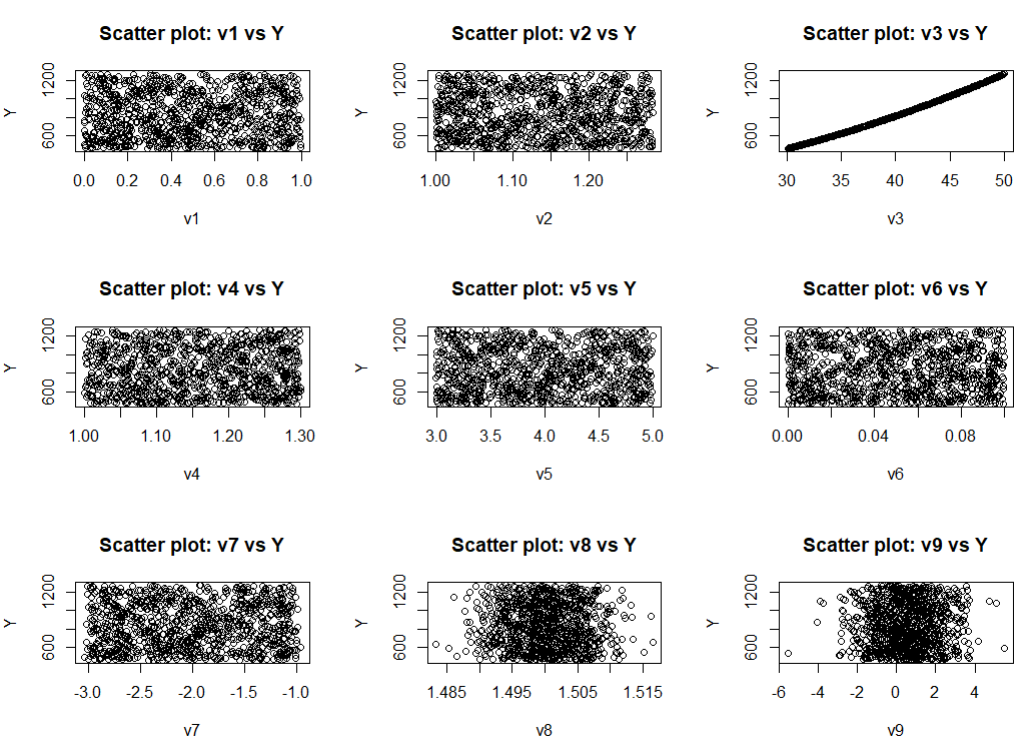 Scatter plot: v1 vs Y
Y
600 1200
0.0 0.2 0.4 0.6 0.8 1.0
v1
Scatter plot: v2 vs Y
Y
600 1200
1.00 1.10 1.20
v2
Scatter plot: v3 vs Y
Y
600 1200
30 35 40 45 50
v3
Scatter plot: v4 vs Y
Y
600 1200
1.00 1.10 1.20 1.30
v4
Scatter plot: v5 vs Y
Y
600 1200
3.0 3.5 4.0 4.5 5.0
v5
Scatter plot: v6 vs Y
Y
600 1200
0.00 0.04 0.08
v6
Scatter plot: v7 vs Y
Y
600 1200
-3.0 -2.5 -2.0 -1.5 -1.0
v7
Scatter plot: v8 vs Y
Y
600 1200
1.485 1.495 1.505 1.515
v8
Scatter plot: v9 vs Y
Y
600 1200
-6 -4 -2 0 2 4
v9